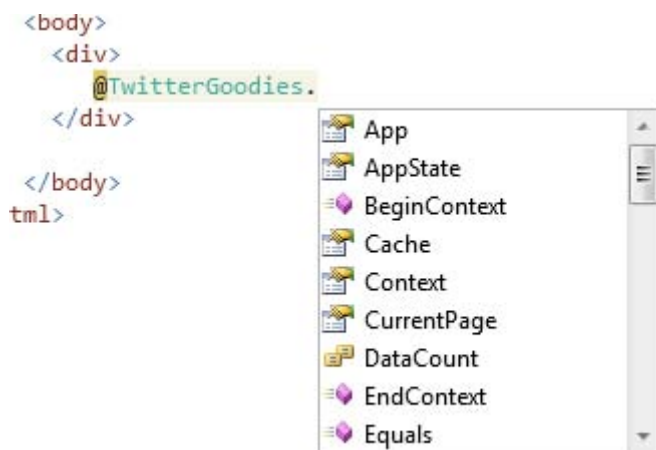 <body>
<div>
@TwitterGoodies.
</div>
</body>
tml>
App
AppState
BeginContext
Cache
Context
CurrentPage
DataCount
EndContext
Equals